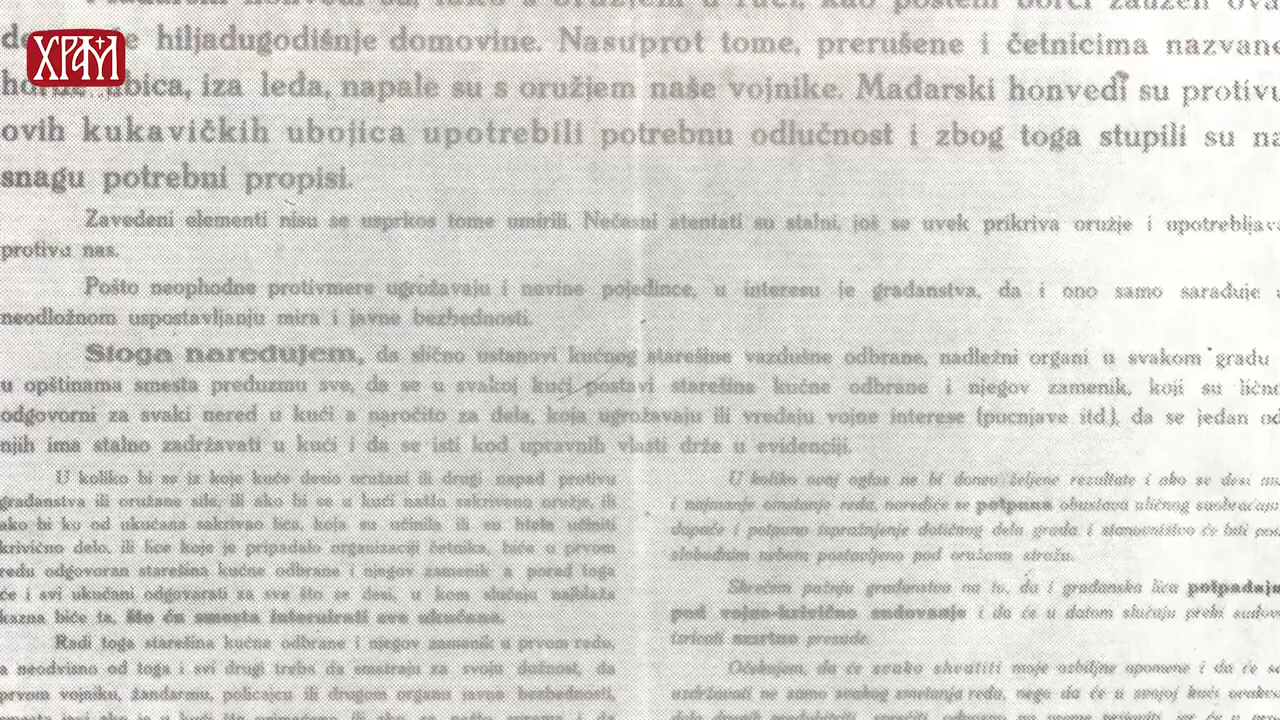 ХРАМ
hiljadugodišnje domovine. Nasuprot tome, prerušene i četnicima nazvane
iza leda, napale su s oružjem naše vojnike. Mađarski honvedi su protivu
ovih kukavičkih ubojica upotrebili potrebnu odlučnost i zbog toga stupili su na
snagu potrebni propisi.
Zavedeni elementi nisu se usprkos tome umirili. Nečasni atentati su stalni, još se uvek prikriva oružje i upotrebljava
protivu nas.
Pošto neophodne protivmere ugrožavaju i nevine pojedince, u interesu je građanstva, da i ono samo sarađuje
neodložnom uspostavljanju mira i javne bezbednosti.
Stoga naređujem, da slično ustanovi kućnog starešine vazdušne odbrane, nadležni organi u svakom gradu
u opštinama smesta preduzmu sve, da se u svakoj kući postavi starešina kućne odbrane i njegov zamenik, koji su lično
odgovorni za svaki nered u kući a naročito za dela, koja ugrožavaju ili vredaju vojne interese (pucnjave itd.), da se jedan od
njih ima stalno zadržavati u kući i da se isti kod upravnih vlasti drže u evidenciji.
U koliko bi se iz koje kuće desio oružani ili drugi napad protivu
građanstva ili oružane sile, ili ako bi se u kući našlo sakriveno oružje, ili
ako bi ko od ukućana sakrivao lica, koja su učinila ili su htela učiniti
krivično delo, ili lice koje je pripadalo organizaciji četnika, biće u prvom
redu odgovoran starešina kućne odbrane i njegov zamenik a pored toga
će i svi ukućani odgovarati za sve što se desi, u kom slučaju najblaža
kazna biće ta, što će smesta internirati sve ukućane.
Radi toga starešina kućne odbrane i njegov zamenik u prvom redu,
a neodvisno od toga i svi drugi treba da smatraju za svoju dužnost, da
prvom vojniku, žandarmu, policajcu ili drugom organu javne bezbednosti,
U koliko ovaj oglas ne bi doneo željene rezultate i ako se desi
i najmanje ometanje reda, narediće se potpuna obustava uličnog saobraćaja
dapače i potpuno ispražnjenje dotičnog dela grada i stanovništvo će biti pod
slobodnim nebom postavljeno pod oružanu stražu.
Skrećem pažnju građanstva na to, da i građanska lica potpadaju
pod vojno-krivično sudovanje i da će u datom slučaju preki sudovi
izricati smrtne presude.
Očekujem, da će svako shvatiti moje ozbiljne opomene i da će se
uzdržavati ne samo svakog smetanja reda, nego da će u svojoj kući